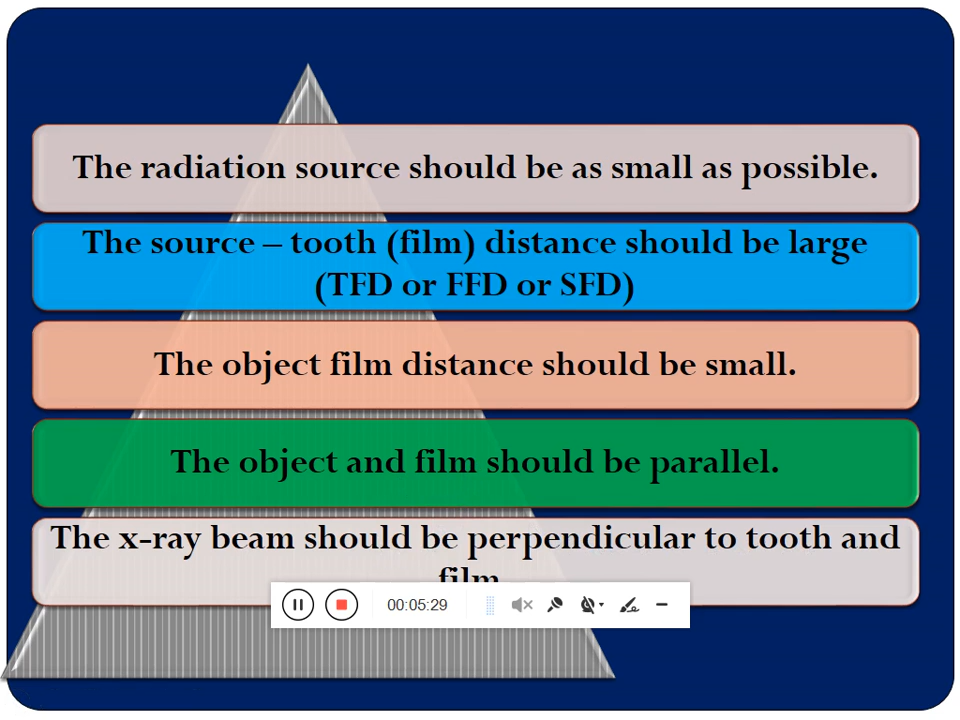 The radiation source should be as small as possible.
The source – tooth (film) distance should be large
(TFD or FFD or SFD)
The object film distance should be small.
The object and film should be parallel.
The x-ray beam should be perpendicular to tooth and
film
00:05:29